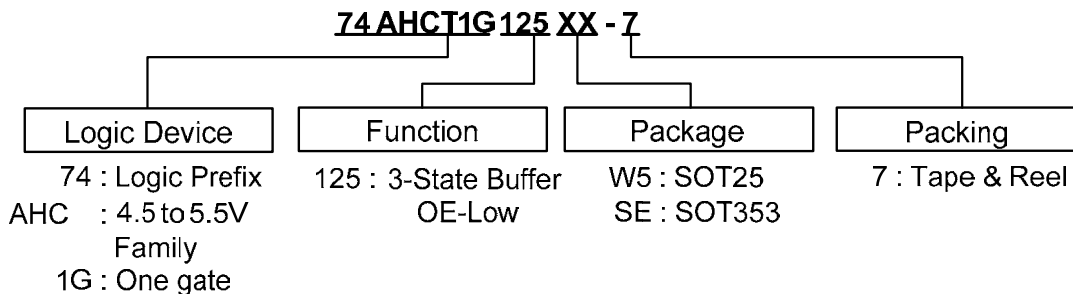 74 AHCT1G 125 XX - 7
Logic Device
74 : Logic Prefix
AHC : 4.5 to 5.5V
Family
1G : One gate
Function
125 : 3-State Buffer
OE-Low
Package
W5 : SOT25
SE : SOT353
Packing
7 : Tape & Reel